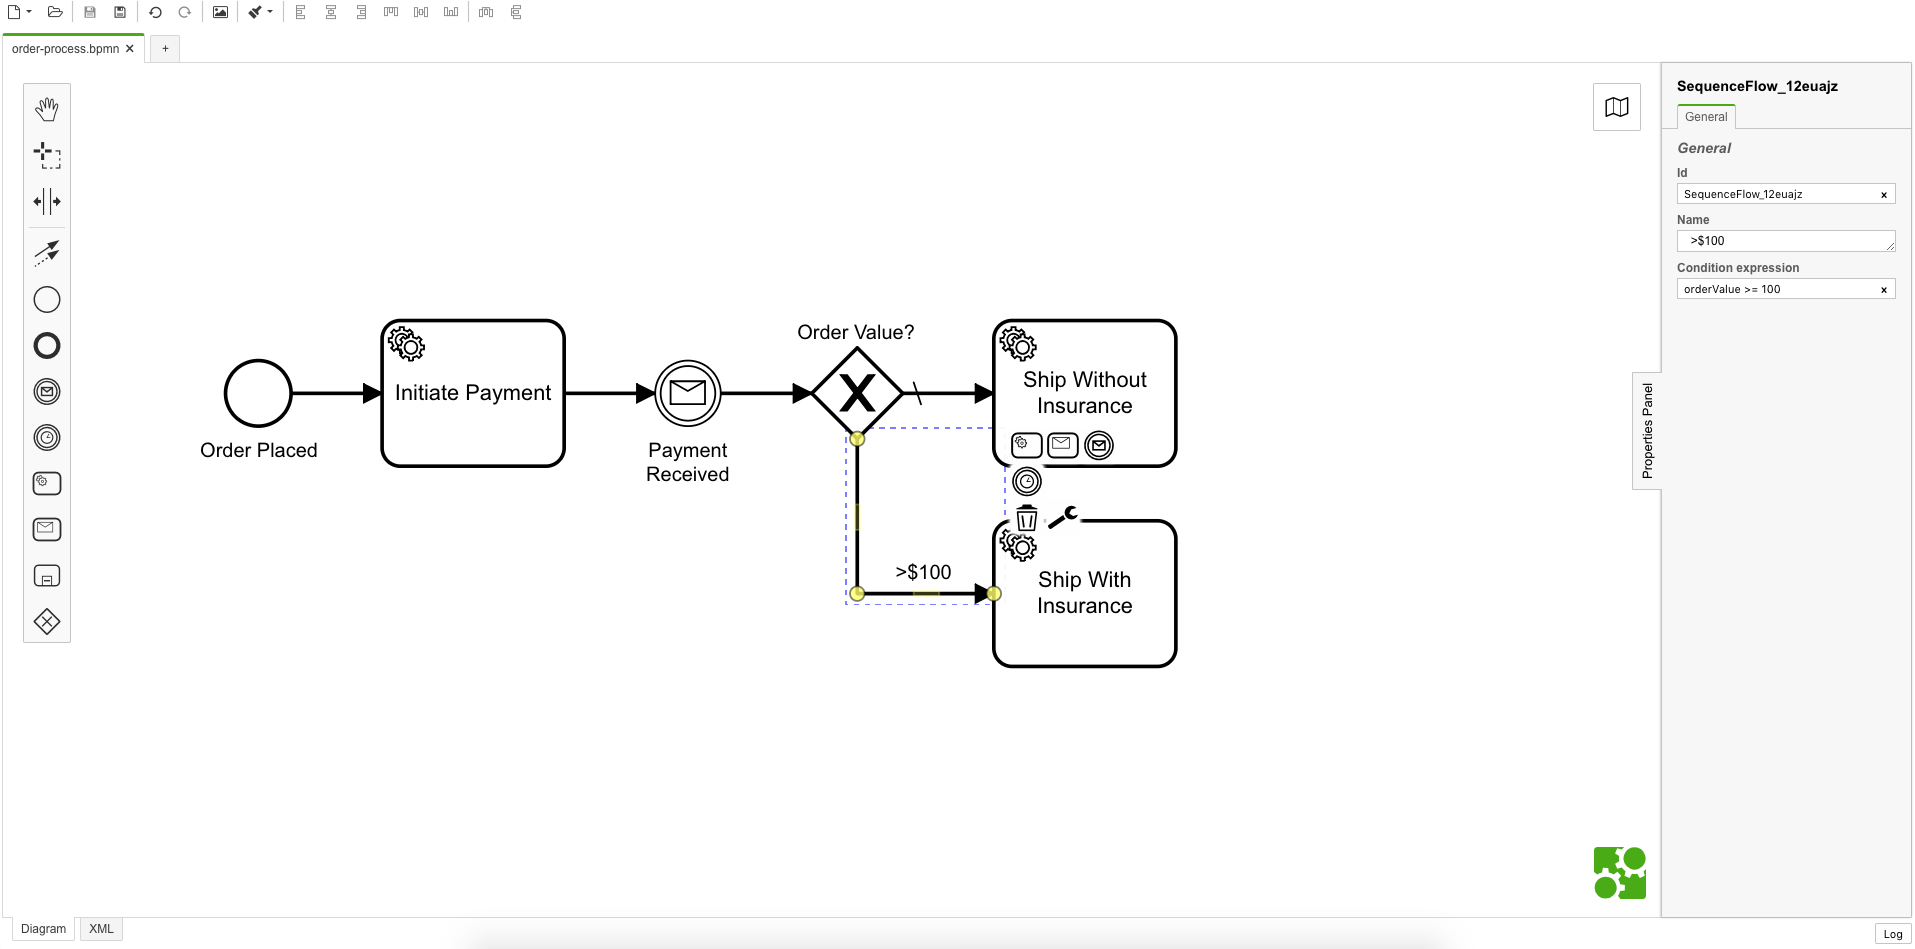 order-process.bpmn ×
+
SequenceFlow_12euajz
General
General
Id
SequenceFlow_12euajz ×
Name
>$100
Condition expression
orderValue >= 100 ×
Properties Panel
Order Value?
Initiate Payment
Ship Without
Insurance
Order Placed
Payment
Received
>$100
Ship With
Insurance
Diagram
XML
Log